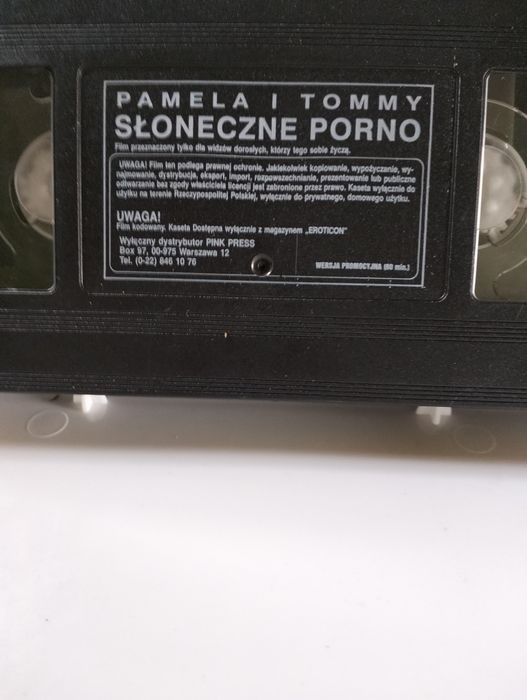 PAMELA I TOMMY
SŁONECZNE PORNO
Film przeznaczony tylko dla widzów dorosłych, którzy tego sobie życzą.
UWAGA! Film ten podlega prawnej ochronie. Jakiekolwiek kopiowanie, wypożyczanie, wy-
najmowanie, dystrybucja, eksport, import, rozpowszechnianie, prezentowanie lub publiczne
odtwarzanie bez zgody właściciela licencji jest zabronione przez prawo. Kaseta wyłącznie do
użytku na terenie Rzeczypospolitej Polskiej, wyłącznie do prywatnego, domowego użytku.
UWAGA!
Film kodowany. Kaseta Dostępna wyłącznie z magazynem „EROTICON"
Wyłączny dystrybutor PINK PRESS
Box 97, 00-975 Warszawa 12
Tel. (0-22) 846 10 76
WERSJA PROMOCYJNA (60 min.)